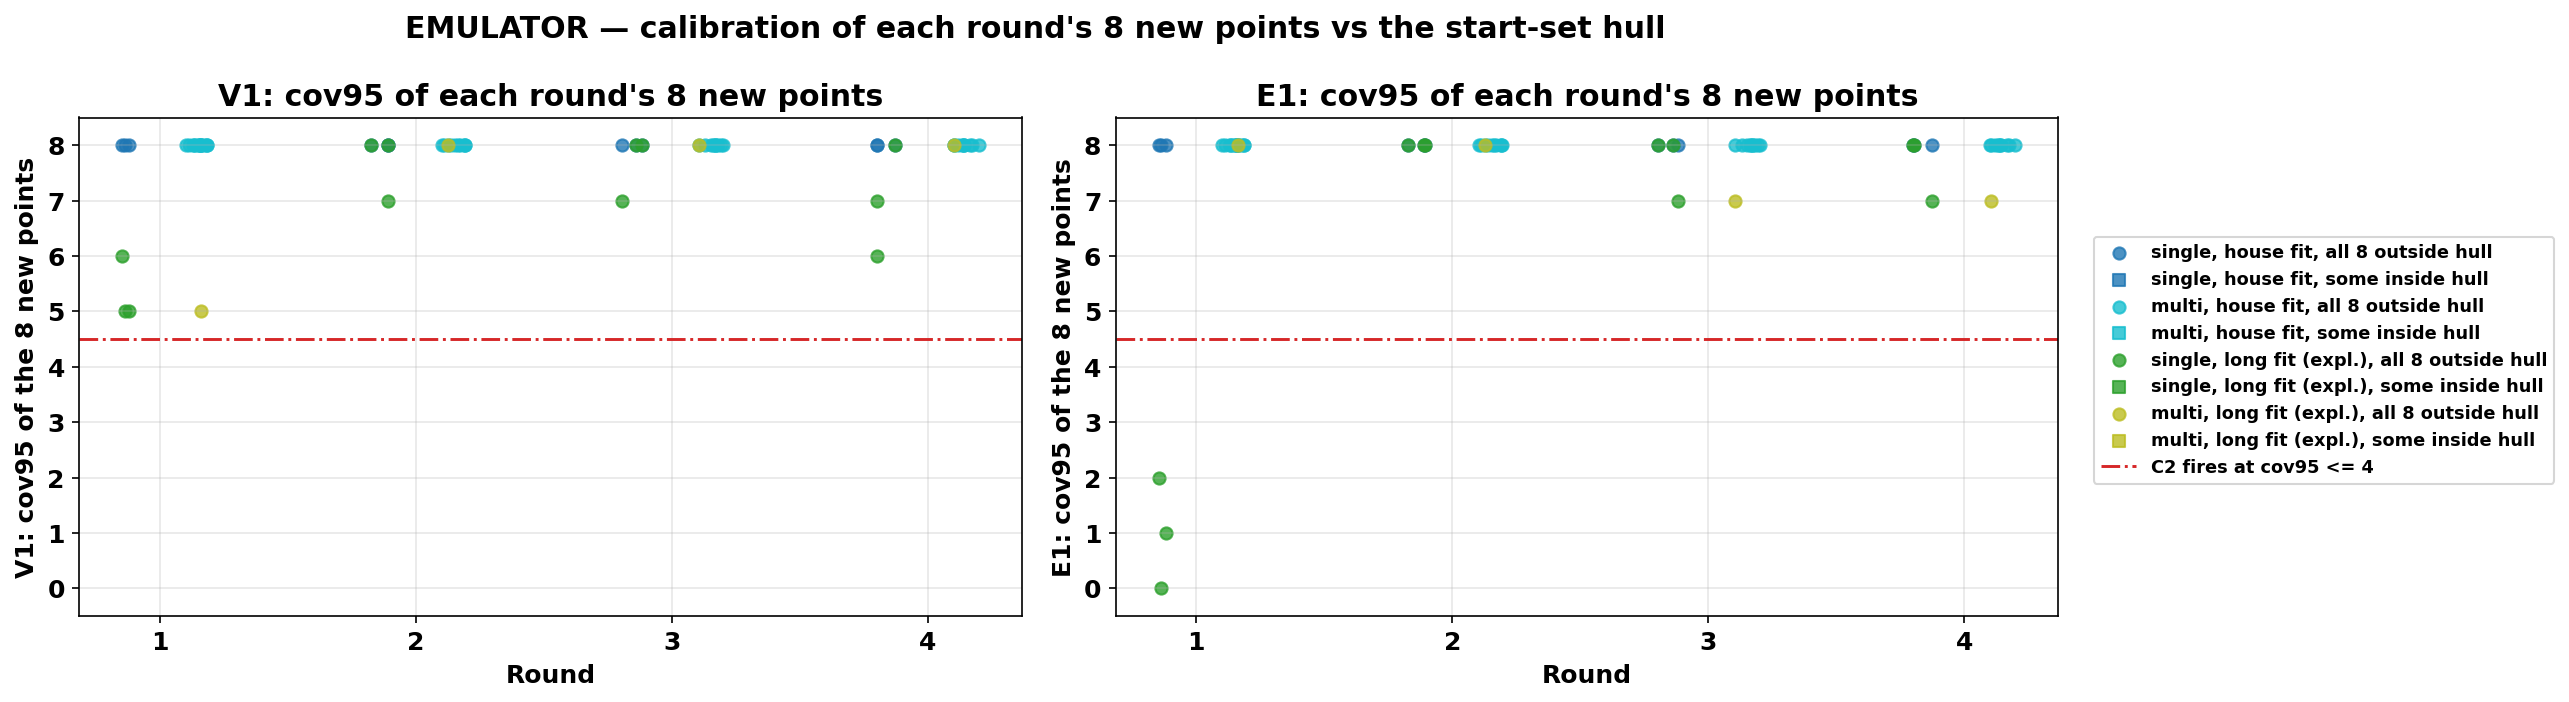 EMULATOR — calibration of each round's 8 new points vs the start-set hull
V1: cov95 of each round's 8 new points
V1: cov95 of the 8 new points
8
7
6
5
4
3
2
1
0
1 2 3 4
Round
E1: cov95 of each round's 8 new points
E1: cov95 of the 8 new points
8
7
6
5
4
3
2
1
0
1 2 3 4
Round
single, house fit, all 8 outside hull
single, house fit, some inside hull
multi, house fit, all 8 outside hull
multi, house fit, some inside hull
single, long fit (expl.), all 8 outside hull
single, long fit (expl.), some inside hull
multi, long fit (expl.), all 8 outside hull
multi, long fit (expl.), some inside hull
C2 fires at cov95 <= 4